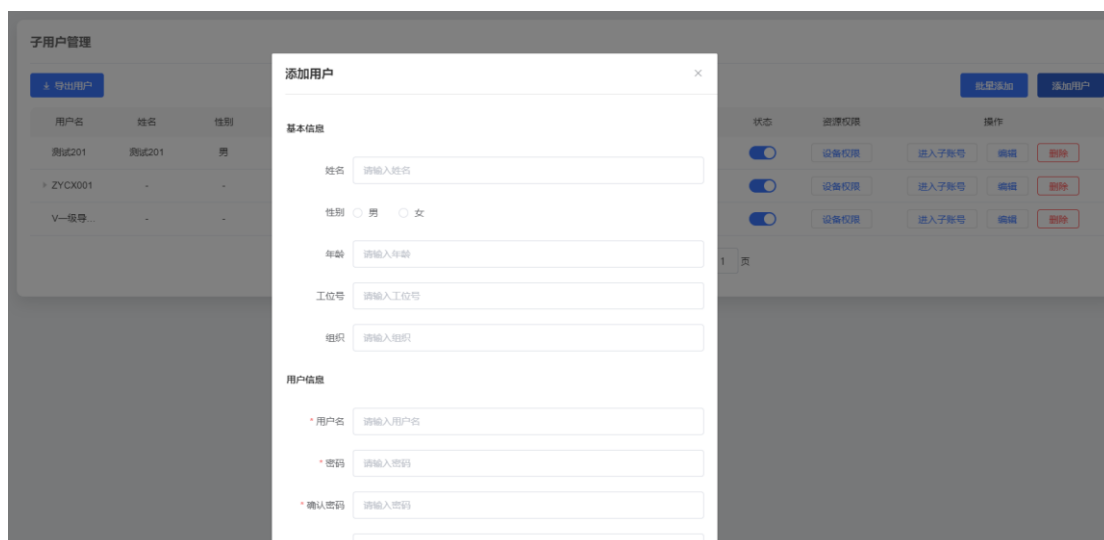 子用户管理
导出用户
批量添加 添加用户
用户名 姓名 性别 状态 资源权限 操作
测试201 测试201 男 设备权限 进入子账号 编辑 删除
> ZYCX001 - - 设备权限 进入子账号 编辑 删除
V一级导... - - 设备权限 进入子账号 编辑 删除
1 页
添加用户 ×
基本信息
姓名 请输入姓名
性别 男 女
年龄 请输入年龄
工位号 请输入工位号
组织 请输入组织
用户信息
*用户名 请输入用户名
*密码 请输入密码
*确认密码 请输入密码